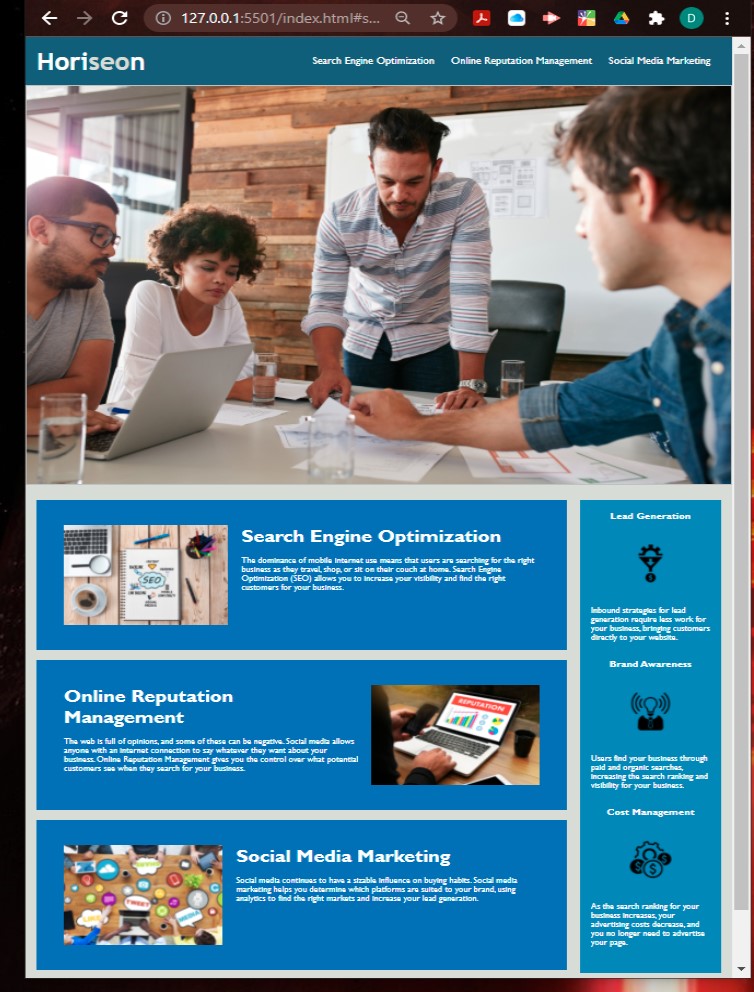 127.0.0.1:5501/index.html#s...
D
Horiseon
Search Engine Optimization Online Reputation Management Social Media Marketing
SEO
Search Engine Optimization
The dominance of mobile internet use means that users are searching for the right
business as they travel, shop, or sit on their couch at home. Search Engine
Optimization (SEO) allows you to increase your visibility and find the right
customers for your business.
Online Reputation
Management
The web is full of opinions, and some of these can be negative. Social media allows
anyone with an internet connection to say whatever they want about your
business. Online Reputation Management gives you the control over what potential
customers see when they search for your business.
REPUTATION
TWEET
LIKE
MEDIA
Social Media Marketing
Social media continues to have a sizable influence on buying habits. Social media
marketing helps you determine which platforms are suited to your brand, using
analytics to find the right markets and increase your lead generation.
Lead Generation
Inbound strategies for lead
generation require less work for
your business, bringing customers
directly to your website.
Brand Awareness
Users find your business through
paid and organic searches,
increasing the search ranking and
visibility for your business.
Cost Management
As the search ranking for your
business increases, your
advertising costs decrease, and
you no longer need to advertise
your page.